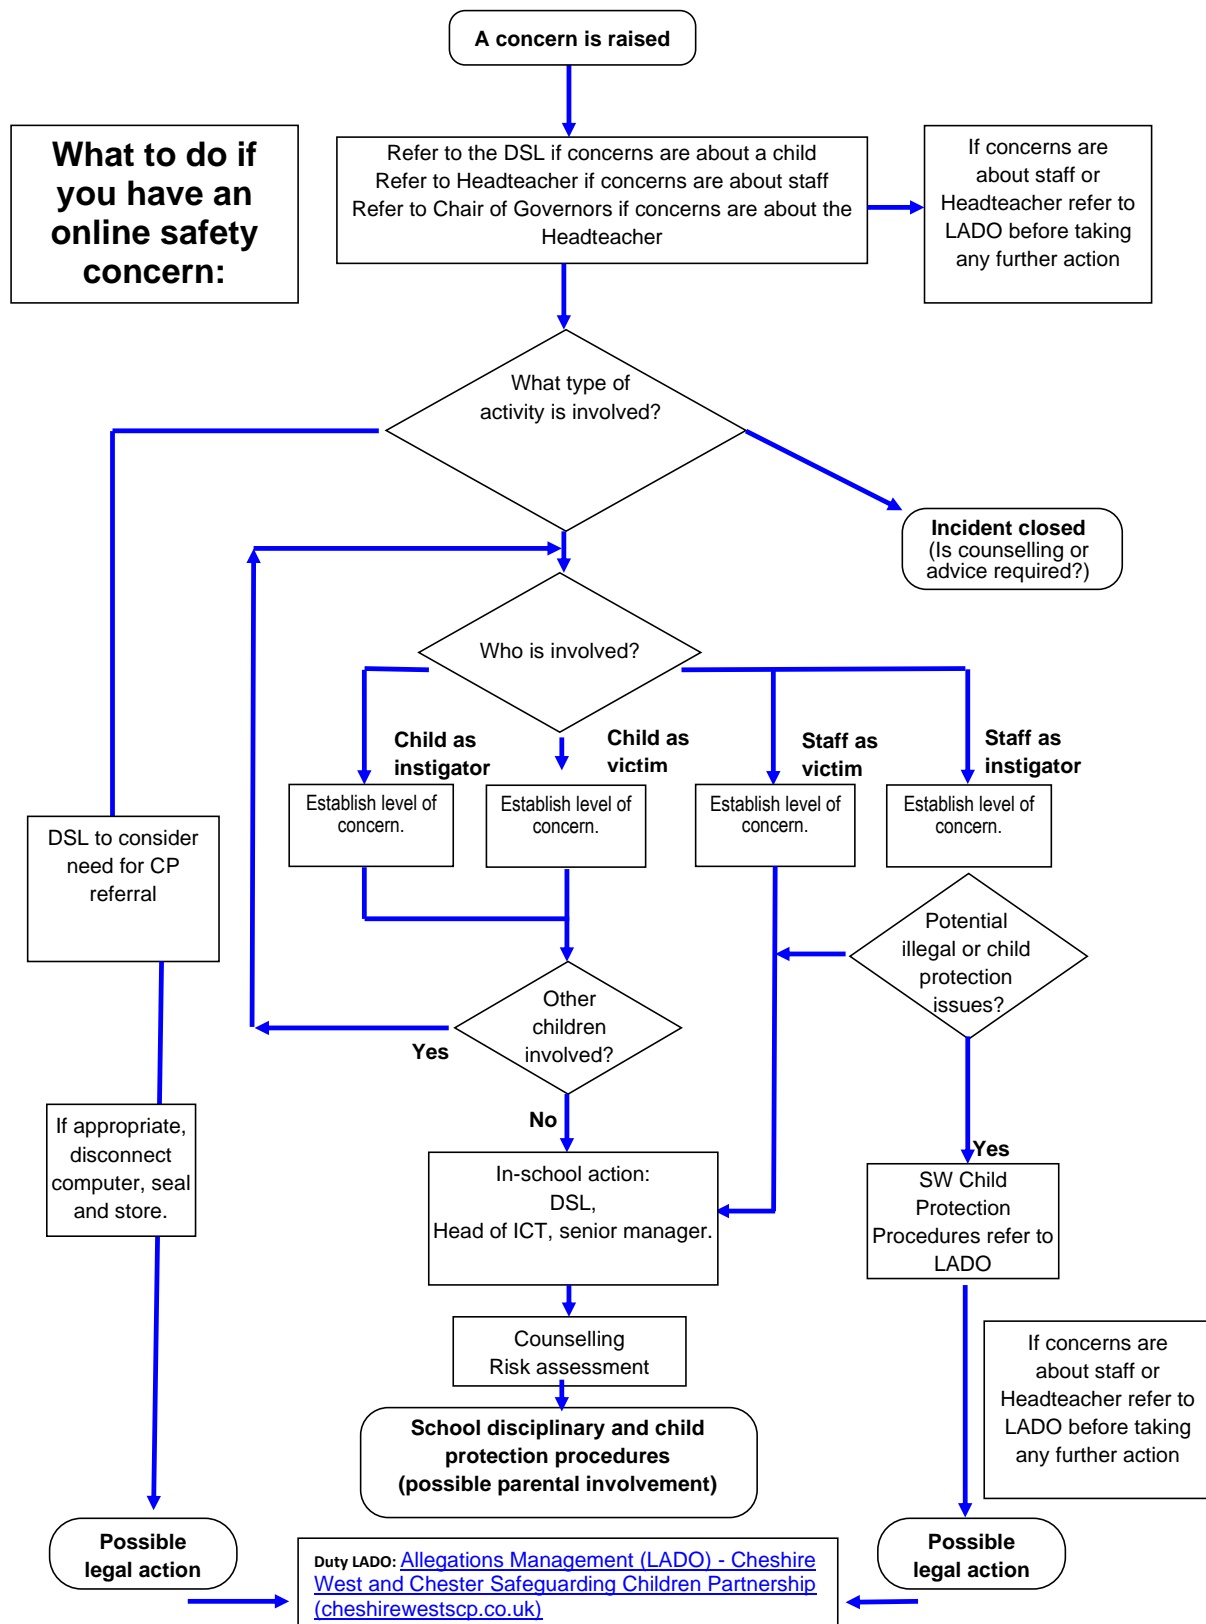 A concern is raised
What to do if
you have an
online safety
concern:
Refer to the DSL if concerns are about a child
Refer to Headteacher if concerns are about staff
Refer to Chair of Governors if concerns are about the
Headteacher
If concerns are
about staff or
Headteacher refer to
LADO before taking
any further action
What type of
activity is involved?
Incident closed
(Is counselling or
advice required?)
Who is involved?
Child as
instigator
Child as
victim
Staff as
victim
Staff as
instigator
Establish level of
concern.
Establish level of
concern.
Establish level of
concern.
Establish level of
concern.
DSL to consider
need for CP
referral
Potential
illegal or child
protection
issues?
Other
children
involved?
Yes
No
If appropriate,
disconnect
computer, seal
and store.
Yes
In-school action:
DSL,
Head of ICT, senior manager.
SW Child
Protection
Procedures refer to
LADO
Counselling
Risk assessment
If concerns are
about staff or
Headteacher refer to
LADO before taking
any further action
School disciplinary and child
protection procedures
(possible parental involvement)
Possible
legal action
Possible
legal action
Duty LADO: Allegations Management (LADO) - Cheshire
West and Chester Safeguarding Children Partnership
(cheshirewestscp.co.uk)